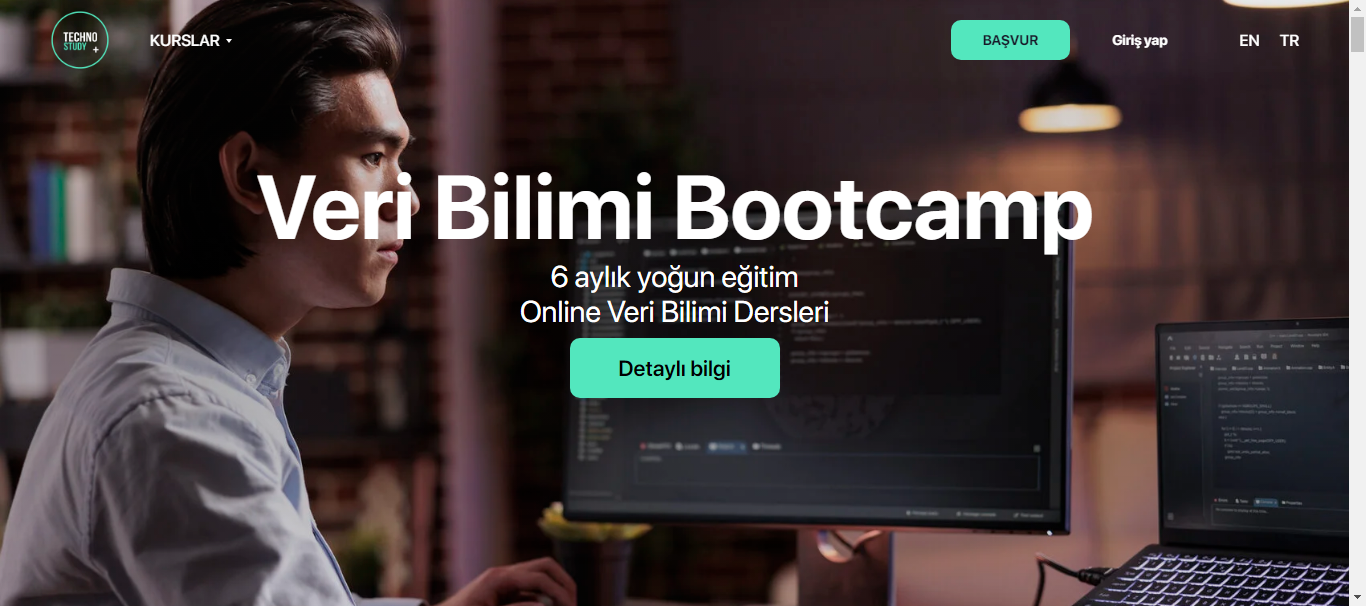 TECHNO
STUDY
KURSLAR
BAŞVUR
Giriş yap
EN
TR
Veri Bilimi Bootcamp
6 aylık yoğun eğitim
Online Veri Bilimi Dersleri
Detaylı bilgi